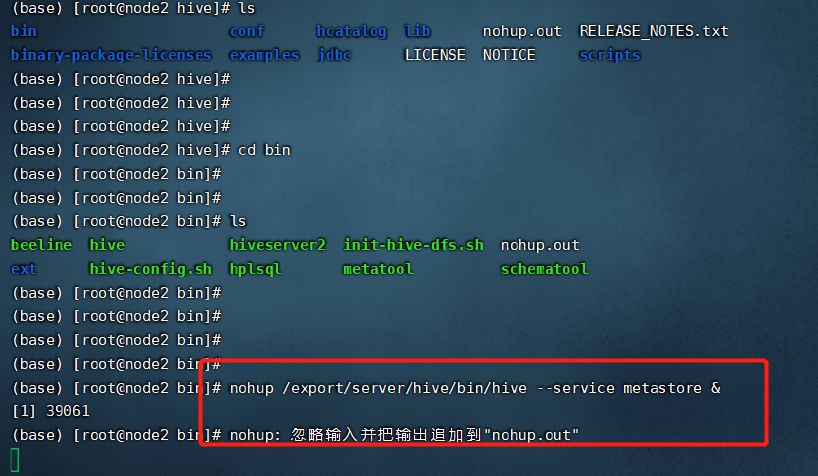 (base) [root@node2 hive]# ls
bin conf hcatalog lib nohup.out RELEASE_NOTES.txt
binary-package-licenses examples jdbc LICENSE NOTICE scripts
(base) [root@node2 hive]#
(base) [root@node2 hive]#
(base) [root@node2 hive]#
(base) [root@node2 hive]# cd bin
(base) [root@node2 bin]#
(base) [root@node2 bin]#
(base) [root@node2 bin]# ls
beeline hive hiveserver2 init-hive-dfs.sh nohup.out
ext hive-config.sh hplsql metatool schematool
(base) [root@node2 bin]#
(base) [root@node2 bin]#
(base) [root@node2 bin]#
(base) [root@node2 bin]#
(base) [root@node2 bin]# nohup /export/server/hive/bin/hive --service metastore &
[1] 39061
(base) [root@node2 bin]# nohup: 忽略输入并把输出追加到"nohup.out"